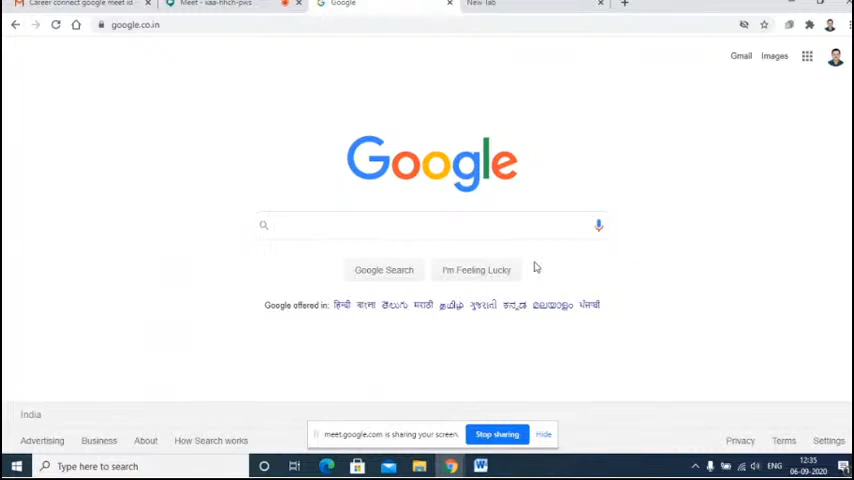 Career connect google meet id -
Meet - xaa-hhch-pws
Google
New Tab
google.co.in
Gmail Images
Google
Google Search I'm Feeling Lucky
Google offered in: हिन्दी বাংলা తెలుగు मराठी தமிழ் ગુજરાતી ಕನ್ನಡ മലയാളം ਪੰਜਾਬੀ
India
meet.google.com is sharing your screen. Stop sharing Hide
Advertising Business About How Search works Privacy Terms Settings
Type here to search
ENG
12:35
06-09-2020